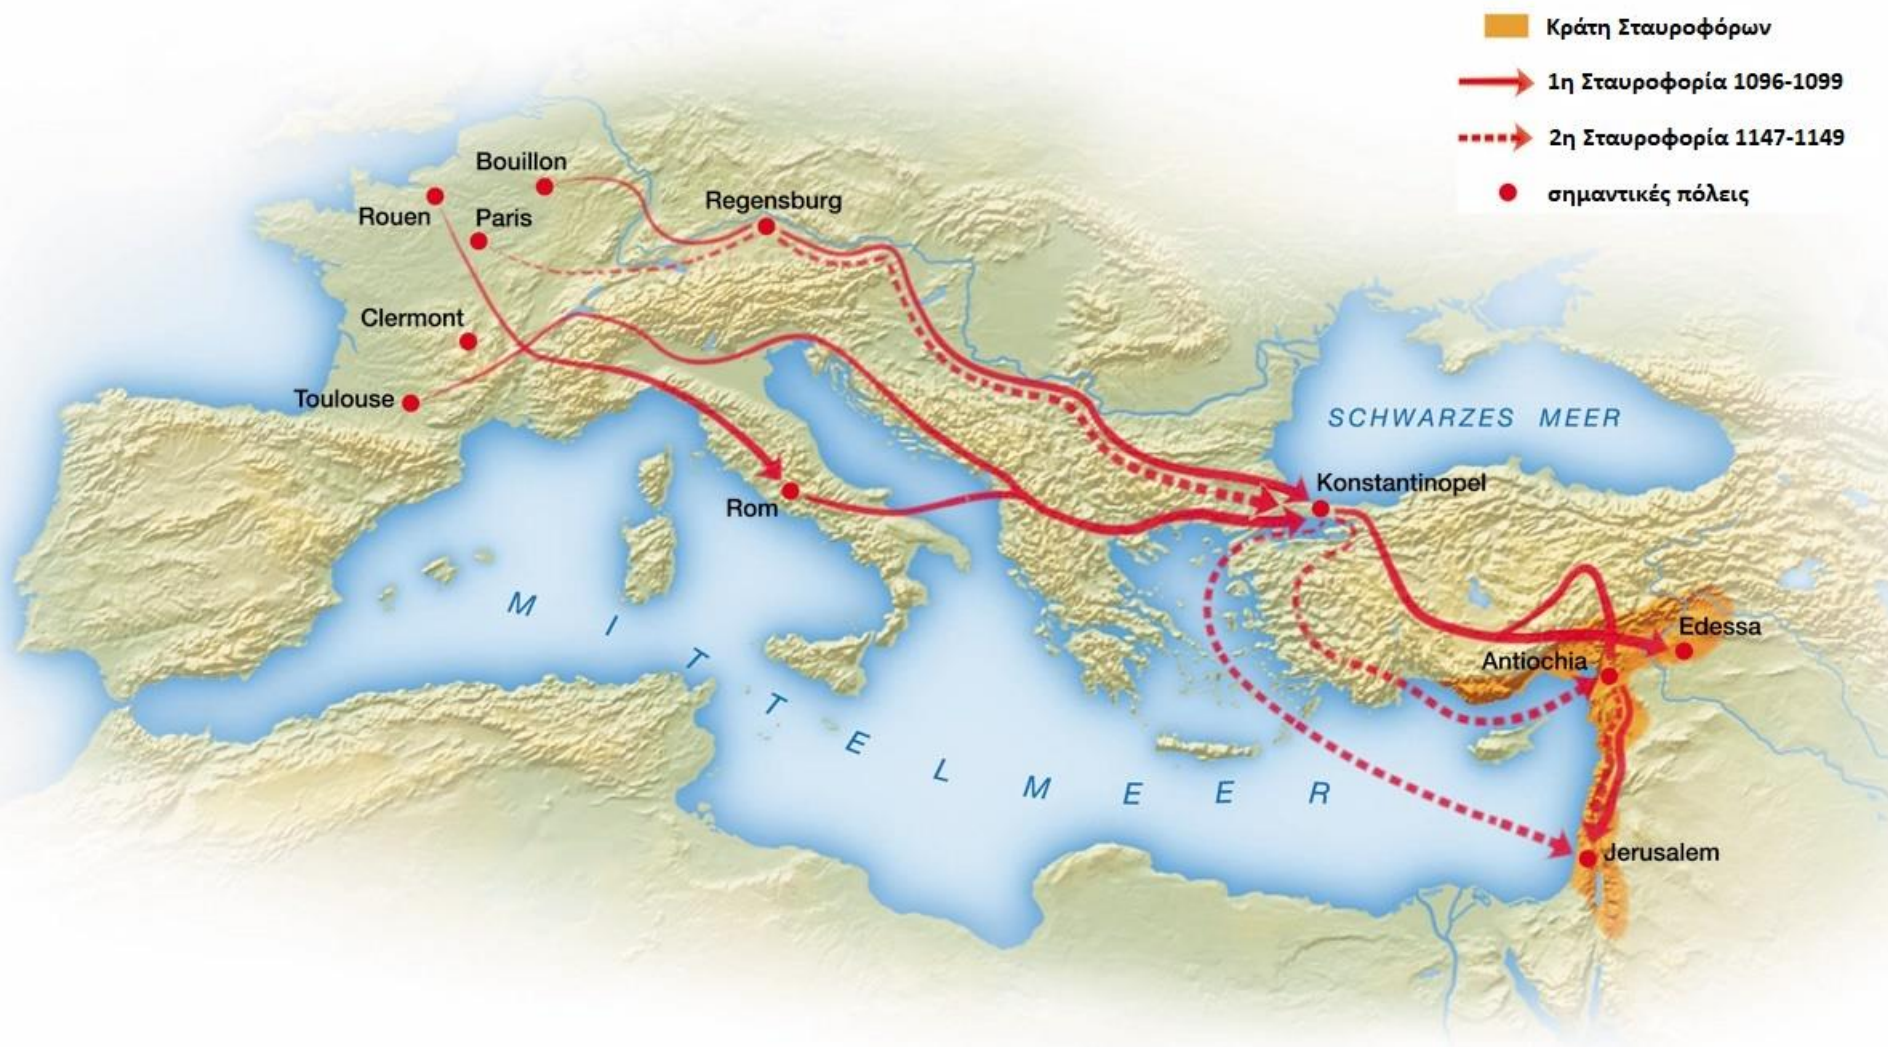 Κράτη Σταυροφόρων
1η Σταυροφορία 1096-1099
2η Σταυροφορία 1147-1149
σημαντικές πόλεις
Bouillon
Rouen
Paris
Regensburg
Clermont
Toulouse
SCHWARZES MEER
Konstantinopel
Rom
MITTELMEER
Edessa
Antiochia
Jerusalem